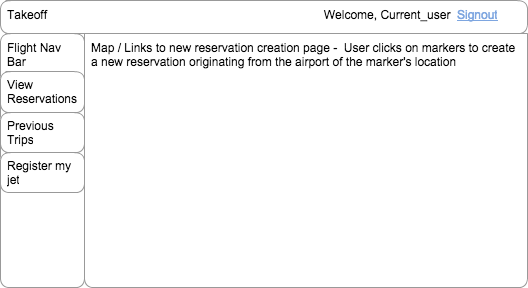 Takeoff
Welcome, Current_user Signout
Flight Nav
Bar
View
Reservations
Previous
Trips
Register my
jet
Map / Links to new reservation creation page - User clicks on markers to create
a new reservation originating from the airport of the marker's location